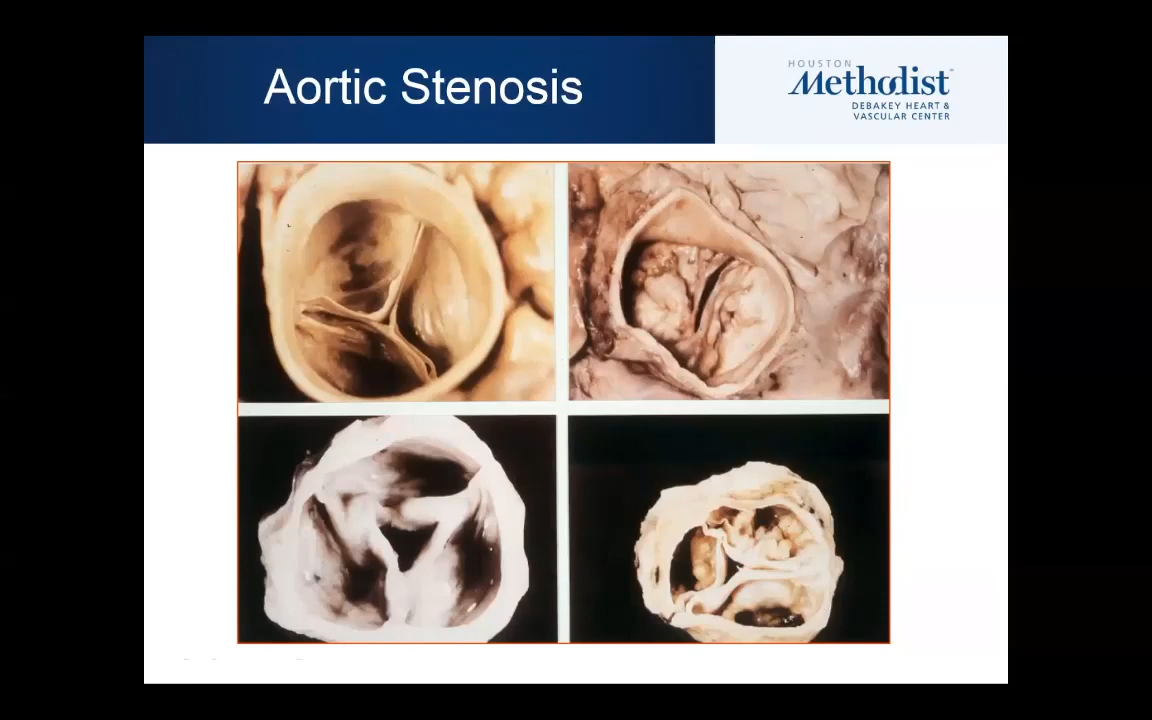 Aortic Stenosis
HOUSTON
Methodist
DEBAKEY HEART &
VASCULAR CENTER